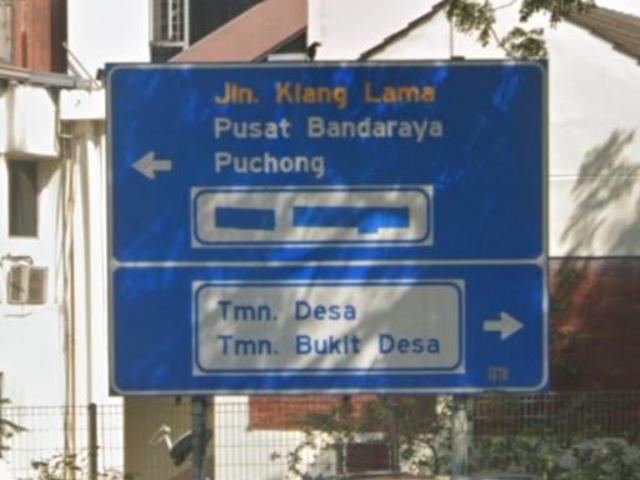 Jln. Klang Lama
Pusat Bandaraya
Puchong
Tmn. Desa
Tmn. Bukit Desa